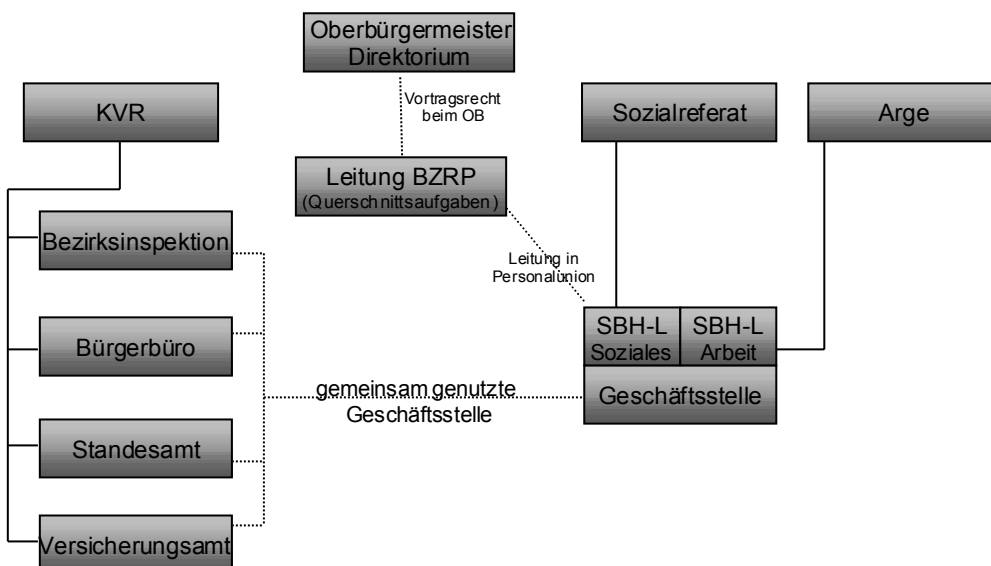 Oberbürgermeister
Direktorium
Vortragsrecht
beim OB
KVR
Sozialreferat
Arge
Leitung BZRP
(Querschnittsaufgaben)
Bezirksinspektion
Leitung in
Personalunion
Bürgerbüro
SBH-L
Soziales
SBH-L
Arbeit
gemeinsam genutzte
Geschäftsstelle
Geschäftsstelle
Standesamt
Versicherungsamt